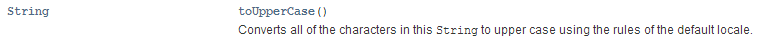 String toUpperCase()
Converts all of the characters in this String to upper case using the rules of the default locale.